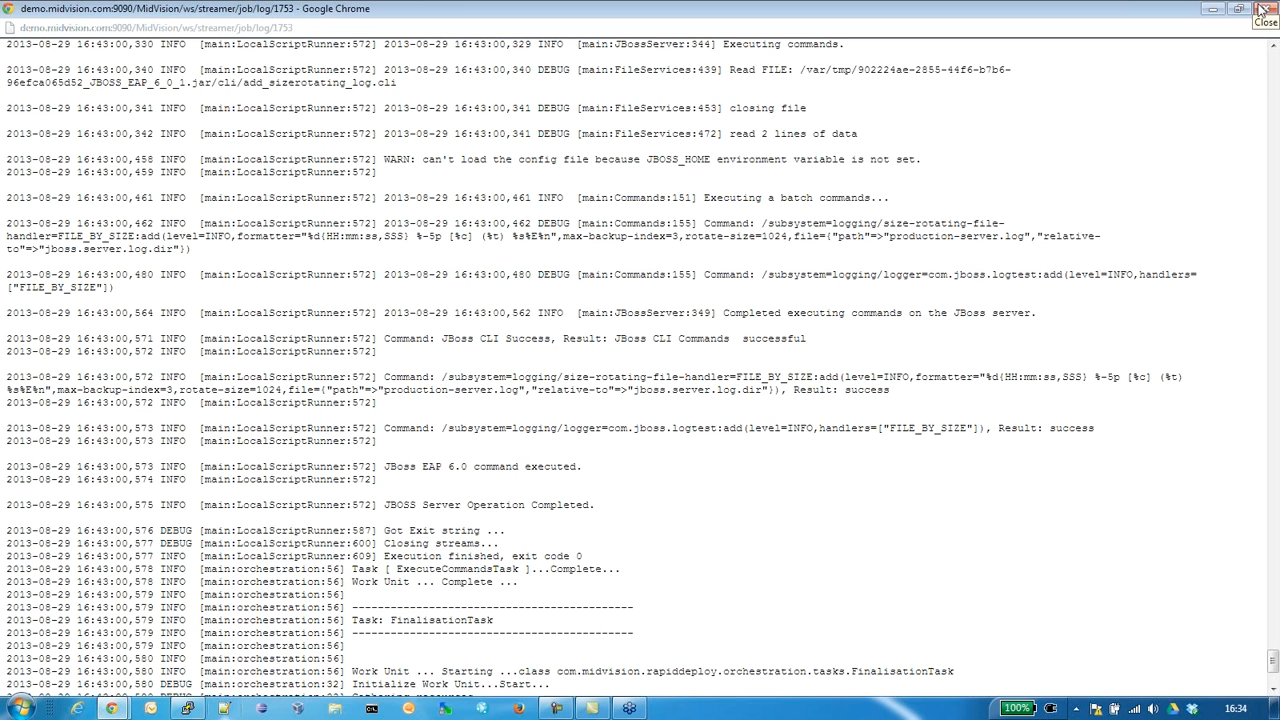 demo.midvision.com:9090/MidVision/ws/streamer/job/log/1753 - Google Chrome
demo.midvision.com:9090/MidVision/ws/streamer/job/log/1753
Close
2013-08-29 16:43:00,330 INFO  [main:LocalScriptRunner:572] 2013-08-29 16:43:00,329 INFO  [main:JBossServer:344] Executing commands.
2013-08-29 16:43:00,340 INFO  [main:LocalScriptRunner:572] 2013-08-29 16:43:00,340 DEBUG [main:FileServices:439] Read FILE: /var/tmp/902224ae-2855-44f6-b7b6-
96efca065d52_JBOSS_EAP_6_0_1.jar/cli/add_sizerotating_log.cli
2013-08-29 16:43:00,341 INFO  [main:LocalScriptRunner:572] 2013-08-29 16:43:00,341 DEBUG [main:FileServices:453] closing file
2013-08-29 16:43:00,342 INFO  [main:LocalScriptRunner:572] 2013-08-29 16:43:00,341 DEBUG [main:FileServices:472] read 2 lines of data
2013-08-29 16:43:00,458 INFO  [main:LocalScriptRunner:572] WARN: can't load the config file because JBOSS_HOME environment variable is not set.
2013-08-29 16:43:00,459 INFO  [main:LocalScriptRunner:572]
2013-08-29 16:43:00,461 INFO  [main:LocalScriptRunner:572] 2013-08-29 16:43:00,461 INFO  [main:Commands:151] Executing a batch commands...
2013-08-29 16:43:00,462 INFO  [main:LocalScriptRunner:572] 2013-08-29 16:43:00,462 DEBUG [main:Commands:155] Command: /subsystem=logging/size-rotating-file-
handler=FILE_BY_SIZE:add(level=INFO,formatter="%d{HH:mm:ss,SSS} %-5p [%c] (%t) %s%E%n",max-backup-index=3,rotate-size=1024,file={"path"=>"production-server.log","relative-
to"=>"jboss.server.log.dir"})
2013-08-29 16:43:00,480 INFO  [main:LocalScriptRunner:572] 2013-08-29 16:43:00,480 DEBUG [main:Commands:155] Command: /subsystem=logging/logger=com.jboss.logtest:add(level=INFO,handlers=
["FILE_BY_SIZE"])
2013-08-29 16:43:00,564 INFO  [main:LocalScriptRunner:572] 2013-08-29 16:43:00,562 INFO  [main:JBossServer:349] Completed executing commands on the JBoss server.
2013-08-29 16:43:00,571 INFO  [main:LocalScriptRunner:572] Command: JBoss CLI Success, Result: JBoss CLI Commands  successful
2013-08-29 16:43:00,572 INFO  [main:LocalScriptRunner:572]
2013-08-29 16:43:00,572 INFO  [main:LocalScriptRunner:572] Command: /subsystem=logging/size-rotating-file-handler=FILE_BY_SIZE:add(level=INFO,formatter="%d{HH:mm:ss,SSS} %-5p [%c] (%t)
%s%E%n",max-backup-index=3,rotate-size=1024,file={"path"=>"production-server.log","relative-to"=>"jboss.server.log.dir"}), Result: success
2013-08-29 16:43:00,572 INFO  [main:LocalScriptRunner:572]
2013-08-29 16:43:00,573 INFO  [main:LocalScriptRunner:572] Command: /subsystem=logging/logger=com.jboss.logtest:add(level=INFO,handlers=["FILE_BY_SIZE"]), Result: success
2013-08-29 16:43:00,573 INFO  [main:LocalScriptRunner:572]
2013-08-29 16:43:00,573 INFO  [main:LocalScriptRunner:572] JBoss EAP 6.0 command executed.
2013-08-29 16:43:00,574 INFO  [main:LocalScriptRunner:572]
2013-08-29 16:43:00,575 INFO  [main:LocalScriptRunner:572] JBOSS Server Operation Completed.
2013-08-29 16:43:00,576 DEBUG [main:LocalScriptRunner:587] Got Exit string ...
2013-08-29 16:43:00,577 DEBUG [main:LocalScriptRunner:600] Closing streams...
2013-08-29 16:43:00,577 INFO  [main:LocalScriptRunner:609] Execution finished, exit code 0
2013-08-29 16:43:00,578 INFO  [main:orchestration:56] Task [ ExecuteCommandsTask ]...Complete...
2013-08-29 16:43:00,578 INFO  [main:orchestration:56] Work Unit ... Complete ...
2013-08-29 16:43:00,579 INFO  [main:orchestration:56]
2013-08-29 16:43:00,579 INFO  [main:orchestration:56] --------------------------------------------
2013-08-29 16:43:00,579 INFO  [main:orchestration:56] Task: FinalisationTask
2013-08-29 16:43:00,579 INFO  [main:orchestration:56] --------------------------------------------
2013-08-29 16:43:00,579 INFO  [main:orchestration:56]
2013-08-29 16:43:00,580 INFO  [main:orchestration:56]
2013-08-29 16:43:00,580 INFO  [main:orchestration:56] Work Unit ... Starting ...class com.midvision.rapiddeploy.orchestration.tasks.FinalisationTask
2013-08-29 16:43:00,580 DEBUG [main:orchestration:32] Initialize Work Unit...Start...
100%
16:34